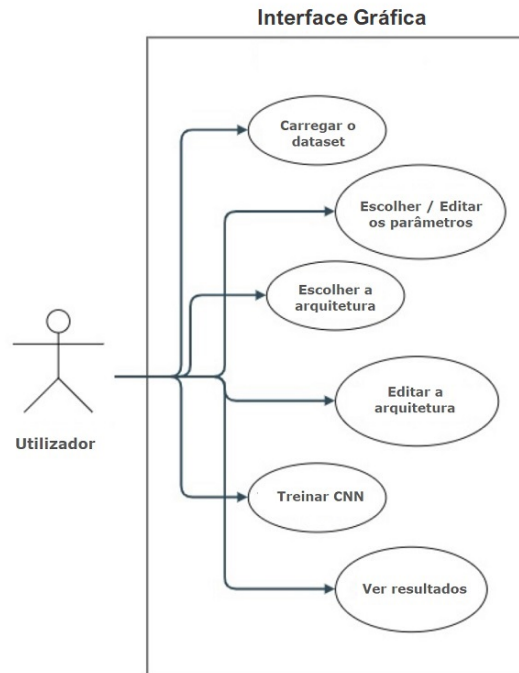 Interface Gráfica
Carregar o
dataset
Escolher / Editar
os parâmetros
Escolher a
arquitetura
Editar a
arquitetura
Utilizador
Treinar CNN
Ver resultados